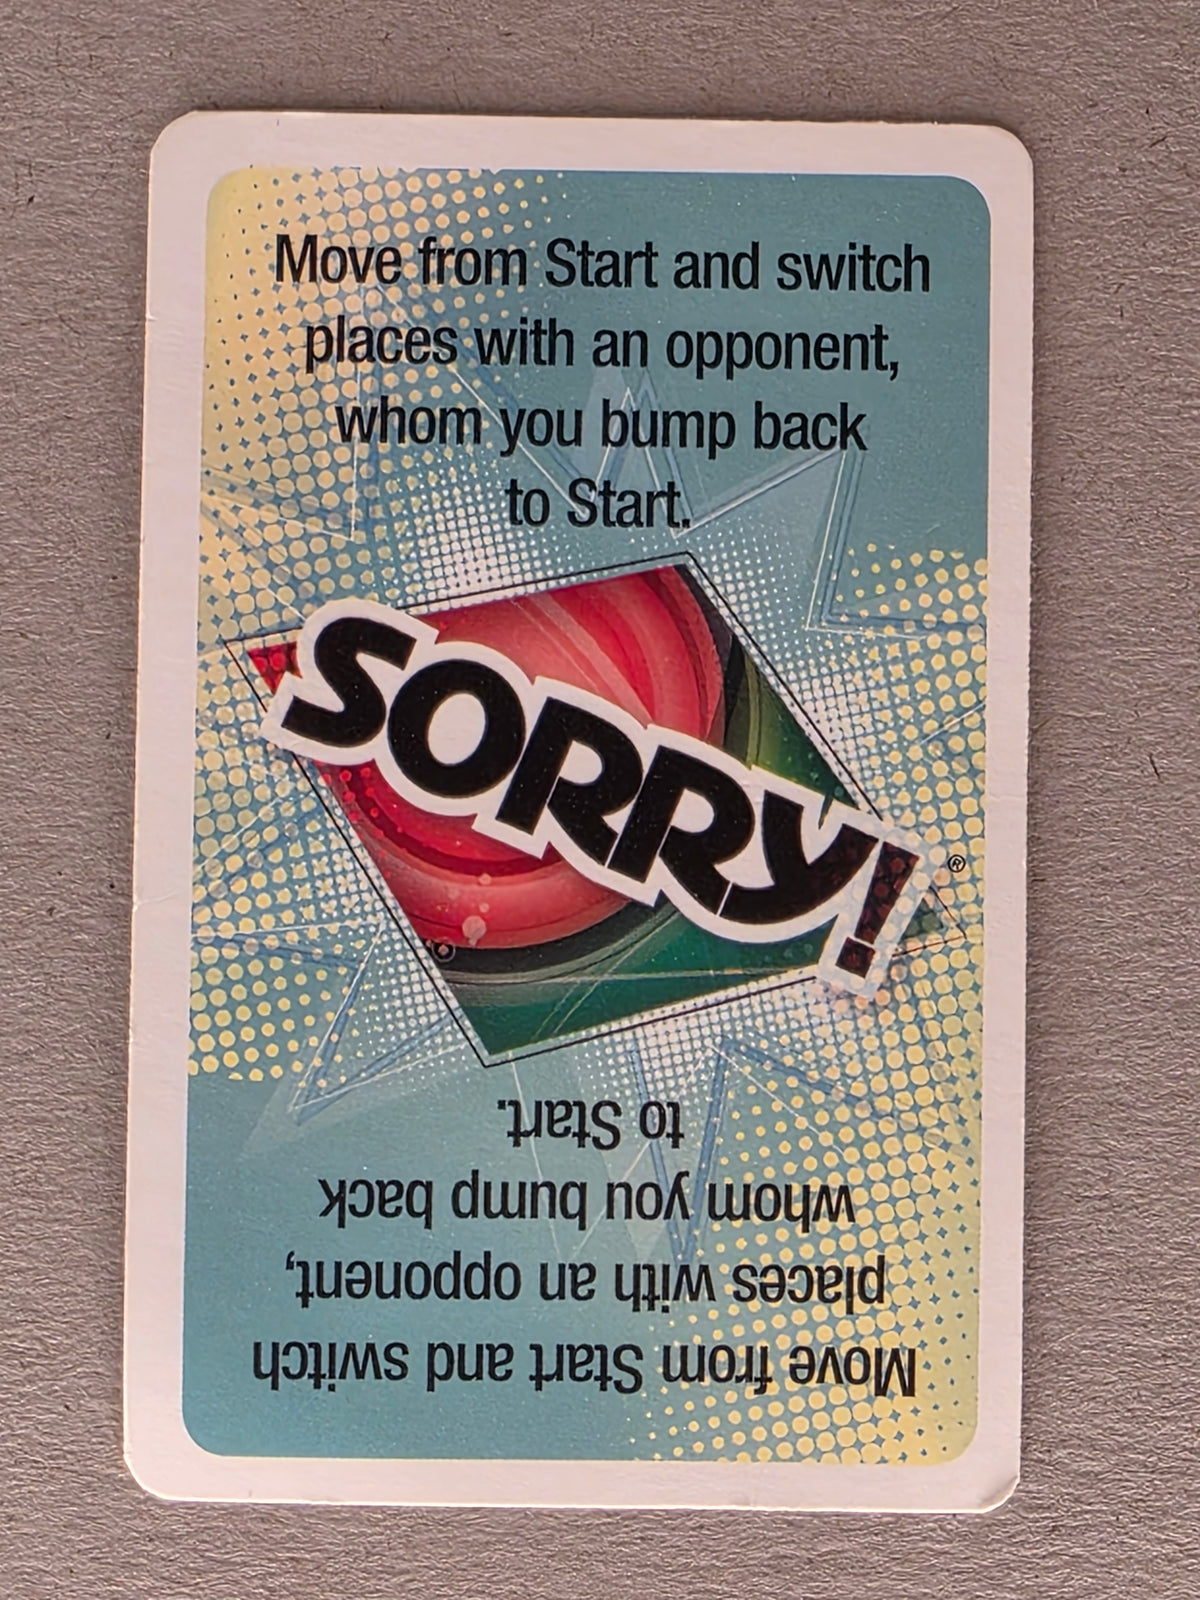 Move from Start and switch
places with an opponent,
whom you bump back
to Start.
SORRY!
®
®
Move from Start and switch
places with an opponent,
whom you bump back
to Start.